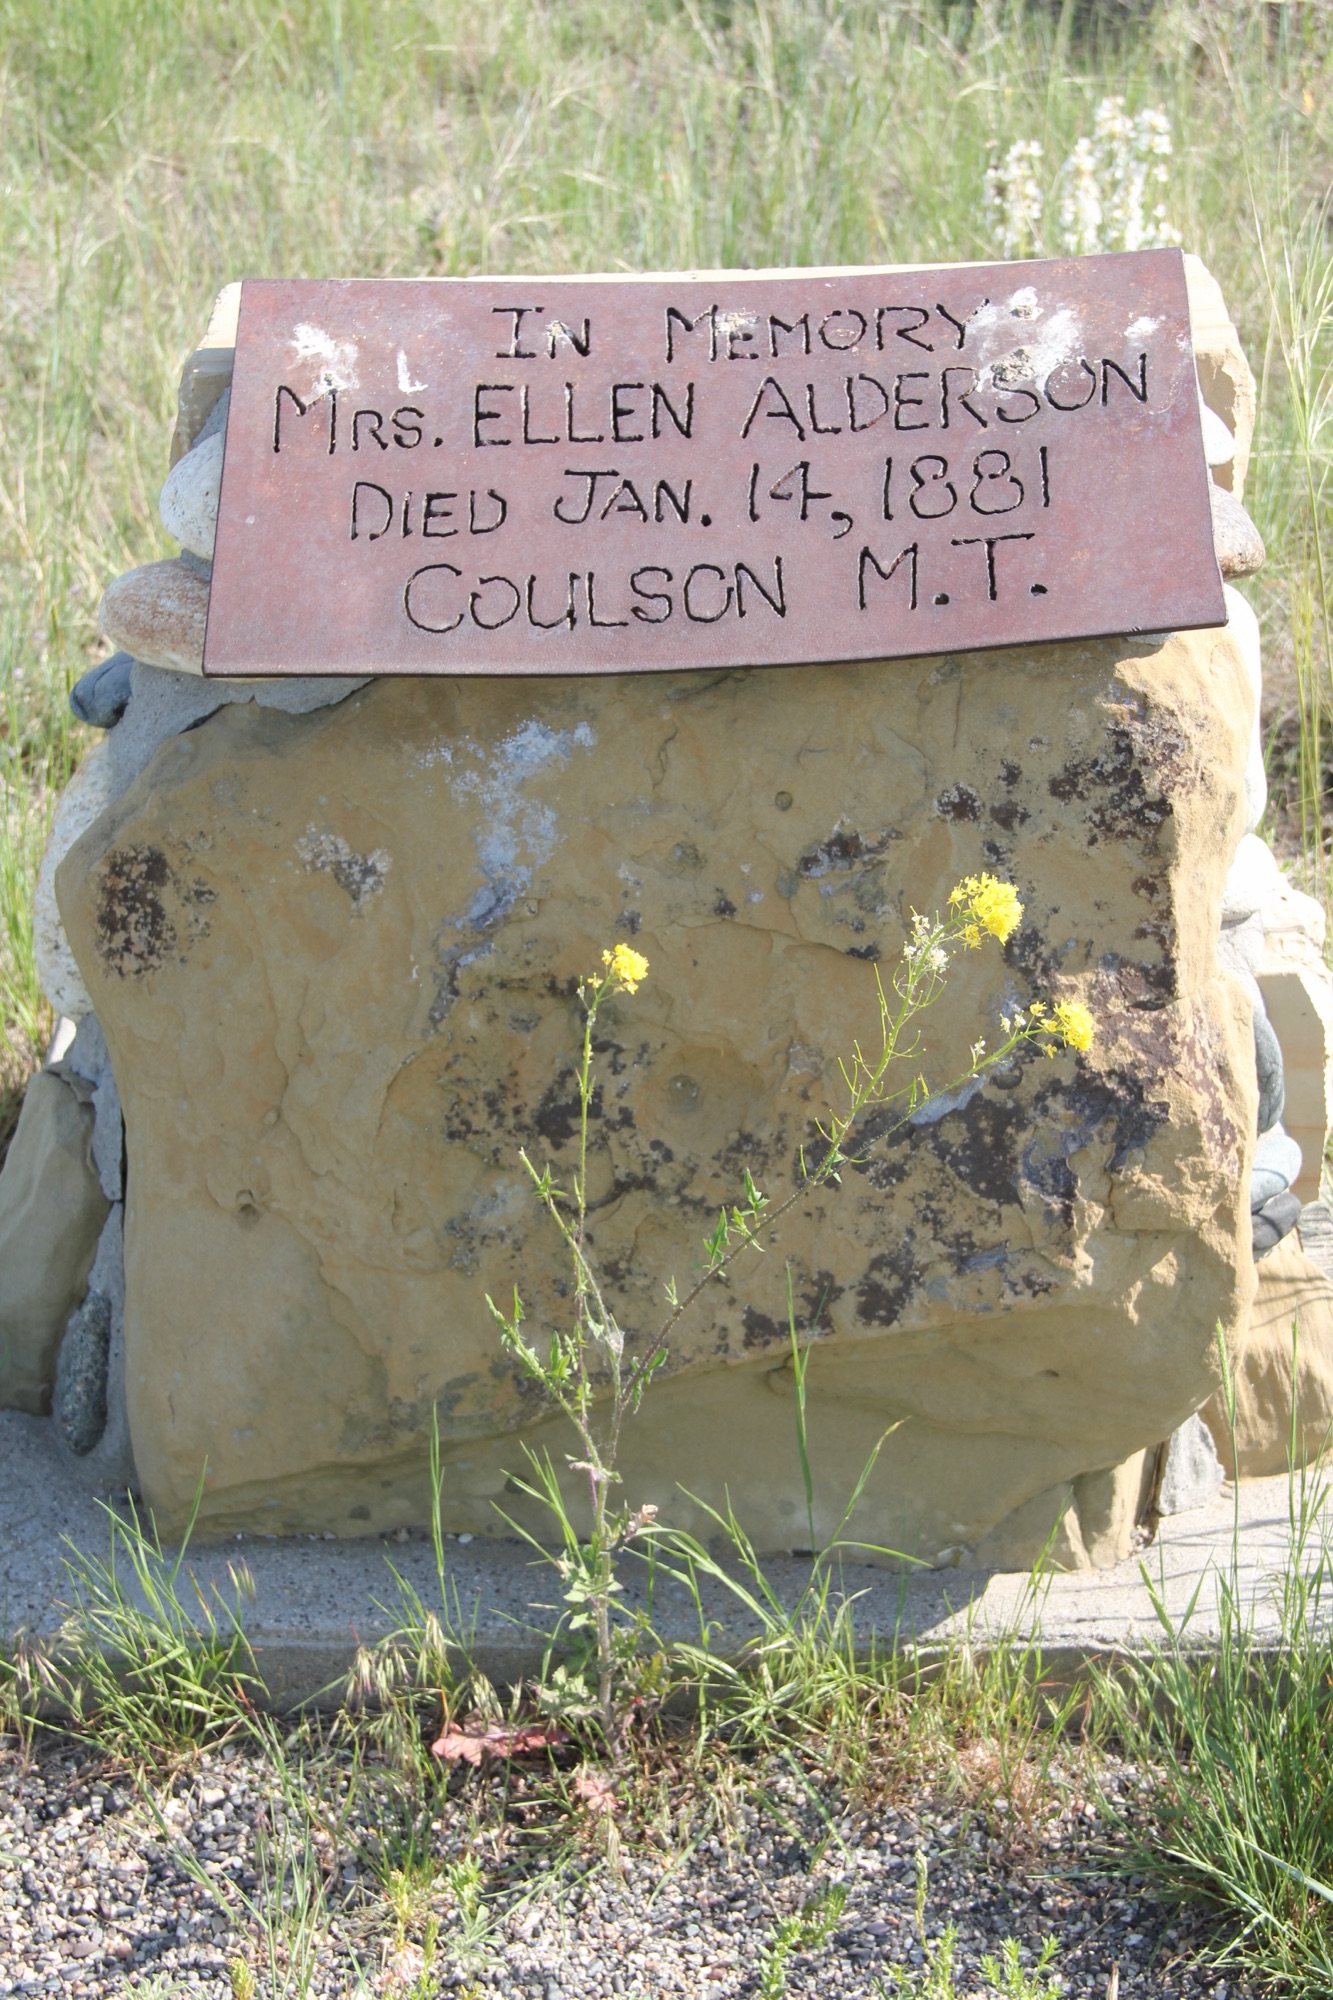 In Memory
Mrs. ELLEN ALDERSON
DIED JAN. 14, 1881
COULSON M.T.